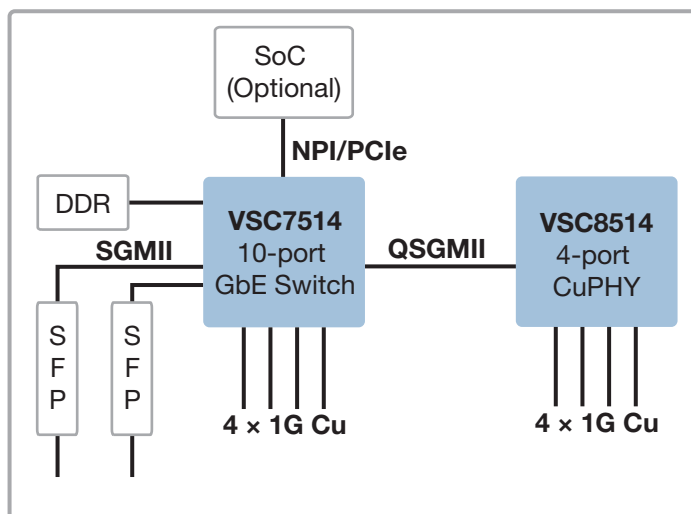 SoC
(Optional)
NPI/PCIe
DDR
VSC7514
10-port
GbE Switch
SGMII
QSGMII
VSC8514
4-port
CuPHY
S
F
P
S
F
P
4 × 1G Cu
4 × 1G Cu